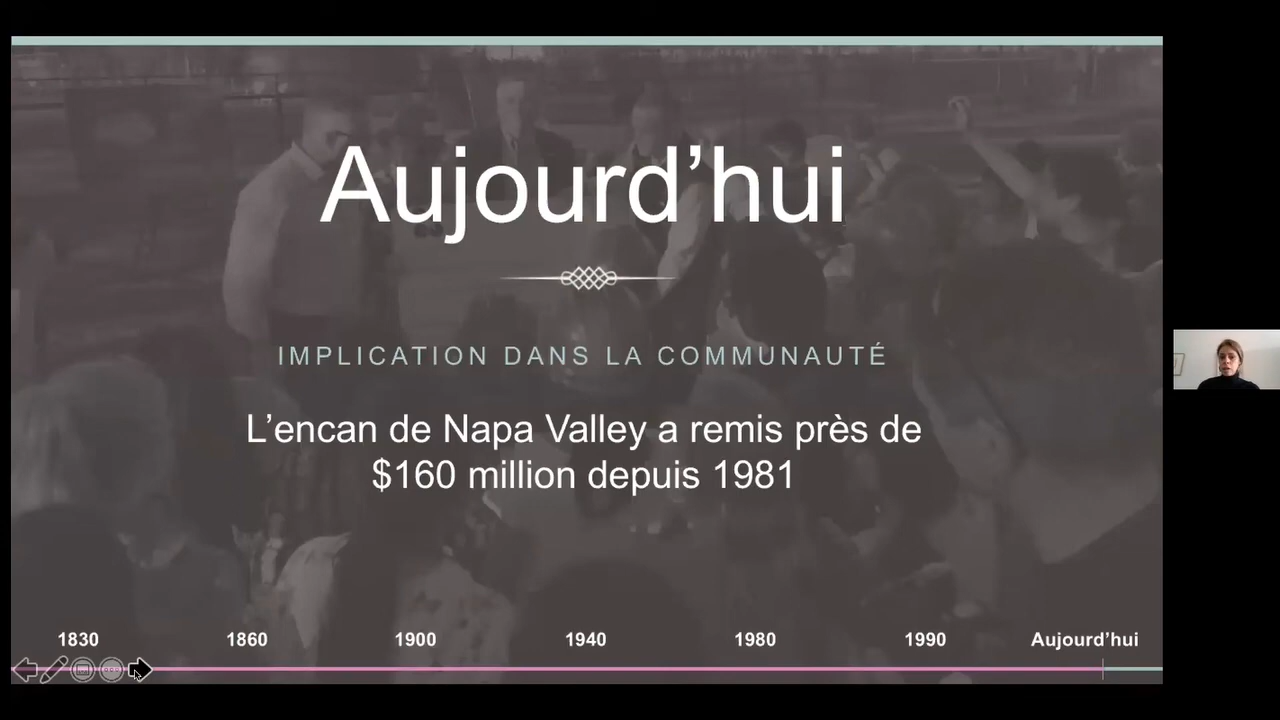 Aujourd’hui
IMPLICATION DANS LA COMMUNAUTÉ
L’encan de Napa Valley a remis près de
$160 million depuis 1981
1830 1860 1900 1940 1980 1990 Aujourd’hui